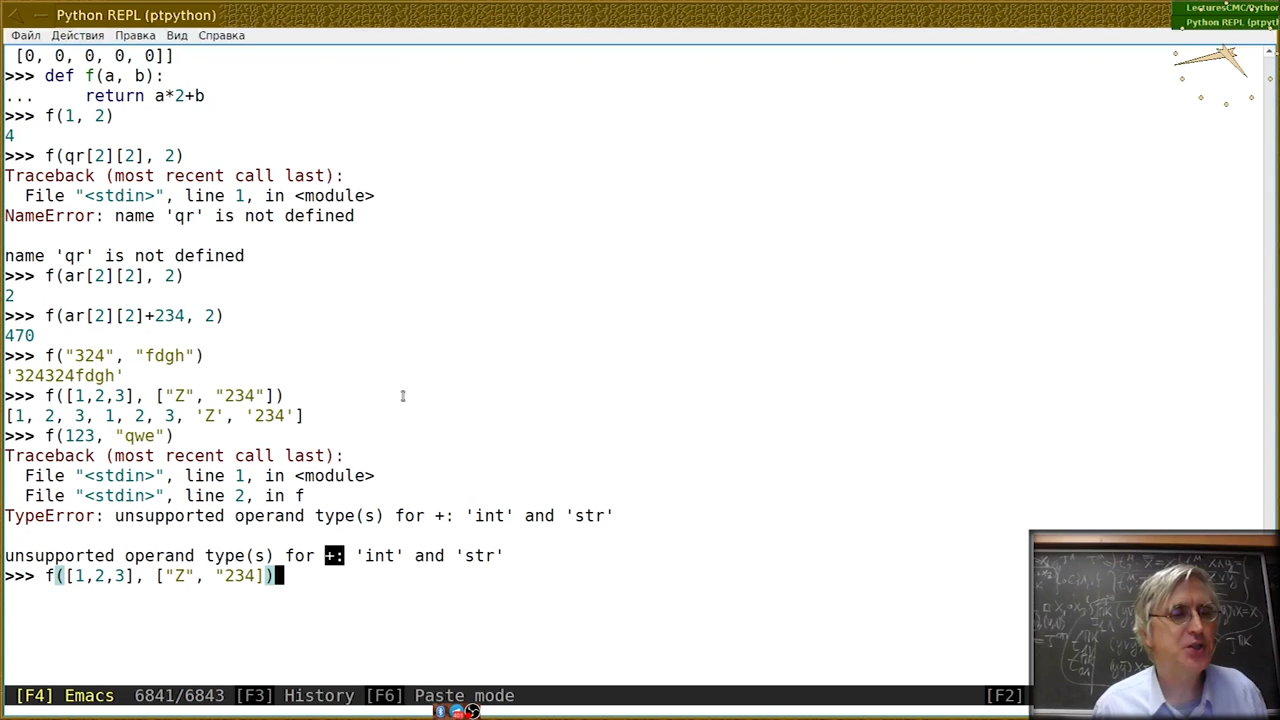 Python REPL (ptpython)
LecturesCMC/Python
Python REPL (ptpyt
Файл Действия Правка Вид Справка
[0, 0, 0, 0, 0]]
>>> def f(a, b):
... return a*2+b
>>> f(1, 2)
4
>>> f(qr[2][2], 2)
Traceback (most recent call last):
File "<stdin>", line 1, in <module>
NameError: name 'qr' is not defined
name 'qr' is not defined
>>> f(ar[2][2], 2)
2
>>> f(ar[2][2]+234, 2)
470
>>> f("324", "fdgh")
'324324fdgh'
>>> f([1,2,3], ["Z", "234"])
[1, 2, 3, 1, 2, 3, 'Z', '234']
>>> f(123, "qwe")
Traceback (most recent call last):
File "<stdin>", line 1, in <module>
File "<stdin>", line 2, in f
TypeError: unsupported operand type(s) for +: 'int' and 'str'
unsupported operand type(s) for +: 'int' and 'str'
>>> f([1,2,3], ["Z", "234])
[F4] Emacs 6841/6843 [F3] History [F6] Paste mode [F2]